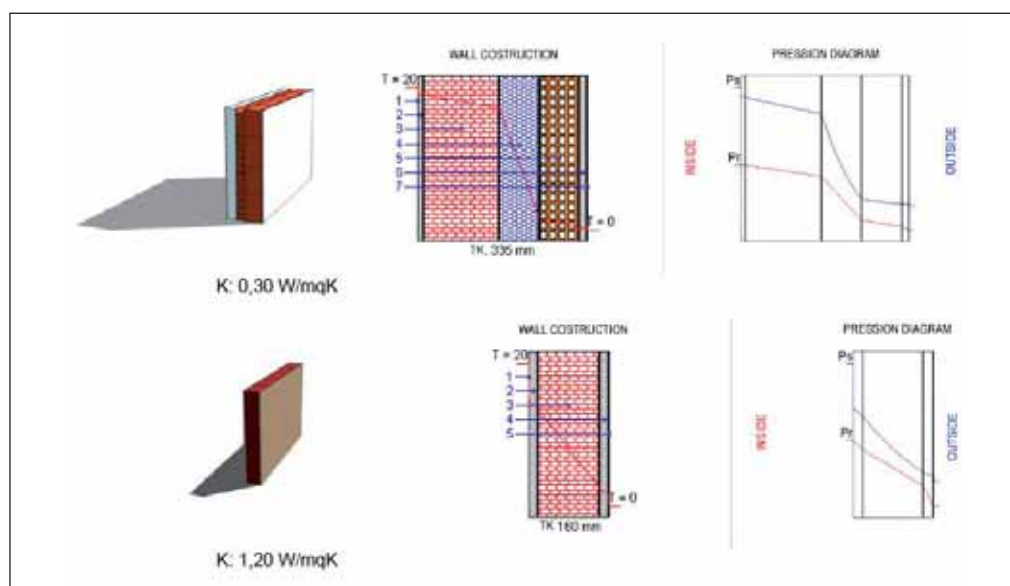 WALL COSTRUCTION
PRESSION DIAGRAM
T = 20
1
2
3
4
5
6
7
T = 0
TK. 335 mm
Ps
Pr
INSIDE
OUTSIDE
K: 0,30 W/mqK
WALL COSTRUCTION
PRESSION DIAGRAM
T = 20
1
2
3
4
5
T = 0
TK 160 mm
Ps
Pr
INSIDE
OUTSIDE
K: 1,20 W/mqK